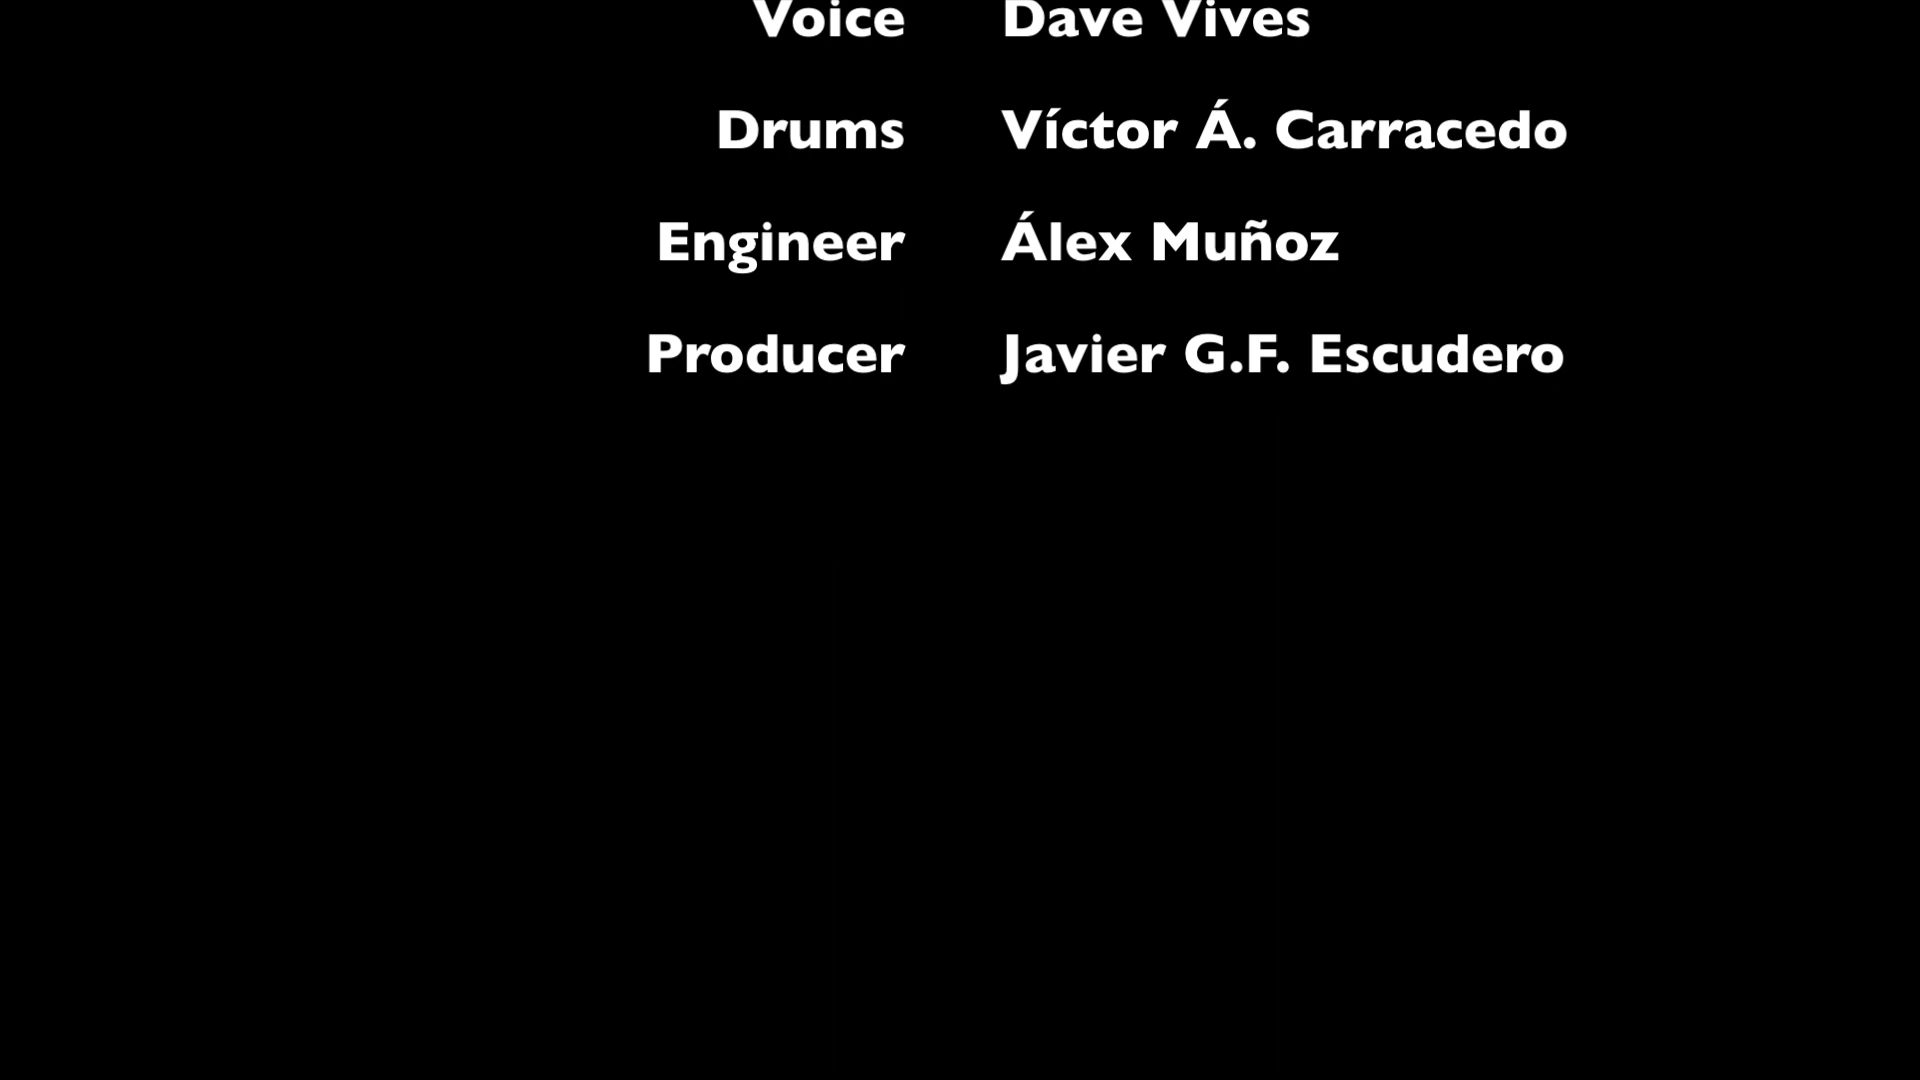 Voice Dave Vives
Drums Víctor Á. Carracedo
Engineer Álex Muñoz
Producer Javier G.F. Escudero